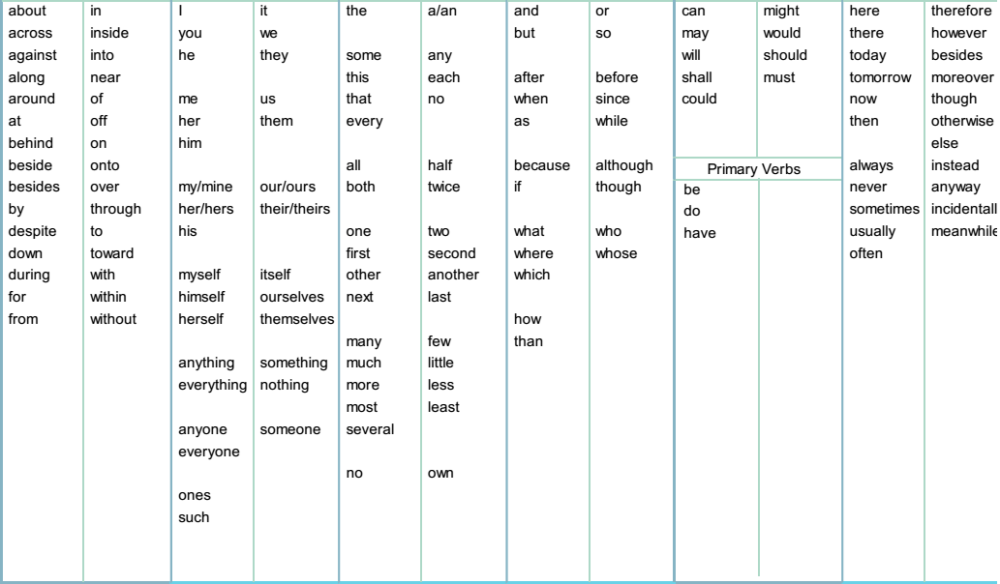 about in I it the a/an and or can might here therefore
across inside you we but so may would there however
against into he they some any will should today besides
along near this each after before shall must tomorrow moreover
around of me us that no when since could now though
at off her them every as while then otherwise
behind on him else
beside onto all half because although Primary Verbs always instead
besides over my/mine our/ours both twice if though be never anyway
by through her/hers their/theirs do sometimes incidentall
despite to his one two what who have usually meanwhile
down toward first second where whose often
during with myself itself other another which
for within himself ourselves next last
from without herself themselves how
many few than
anything something much little
everything nothing more less
most least
anyone someone several
everyone
no own
ones
such